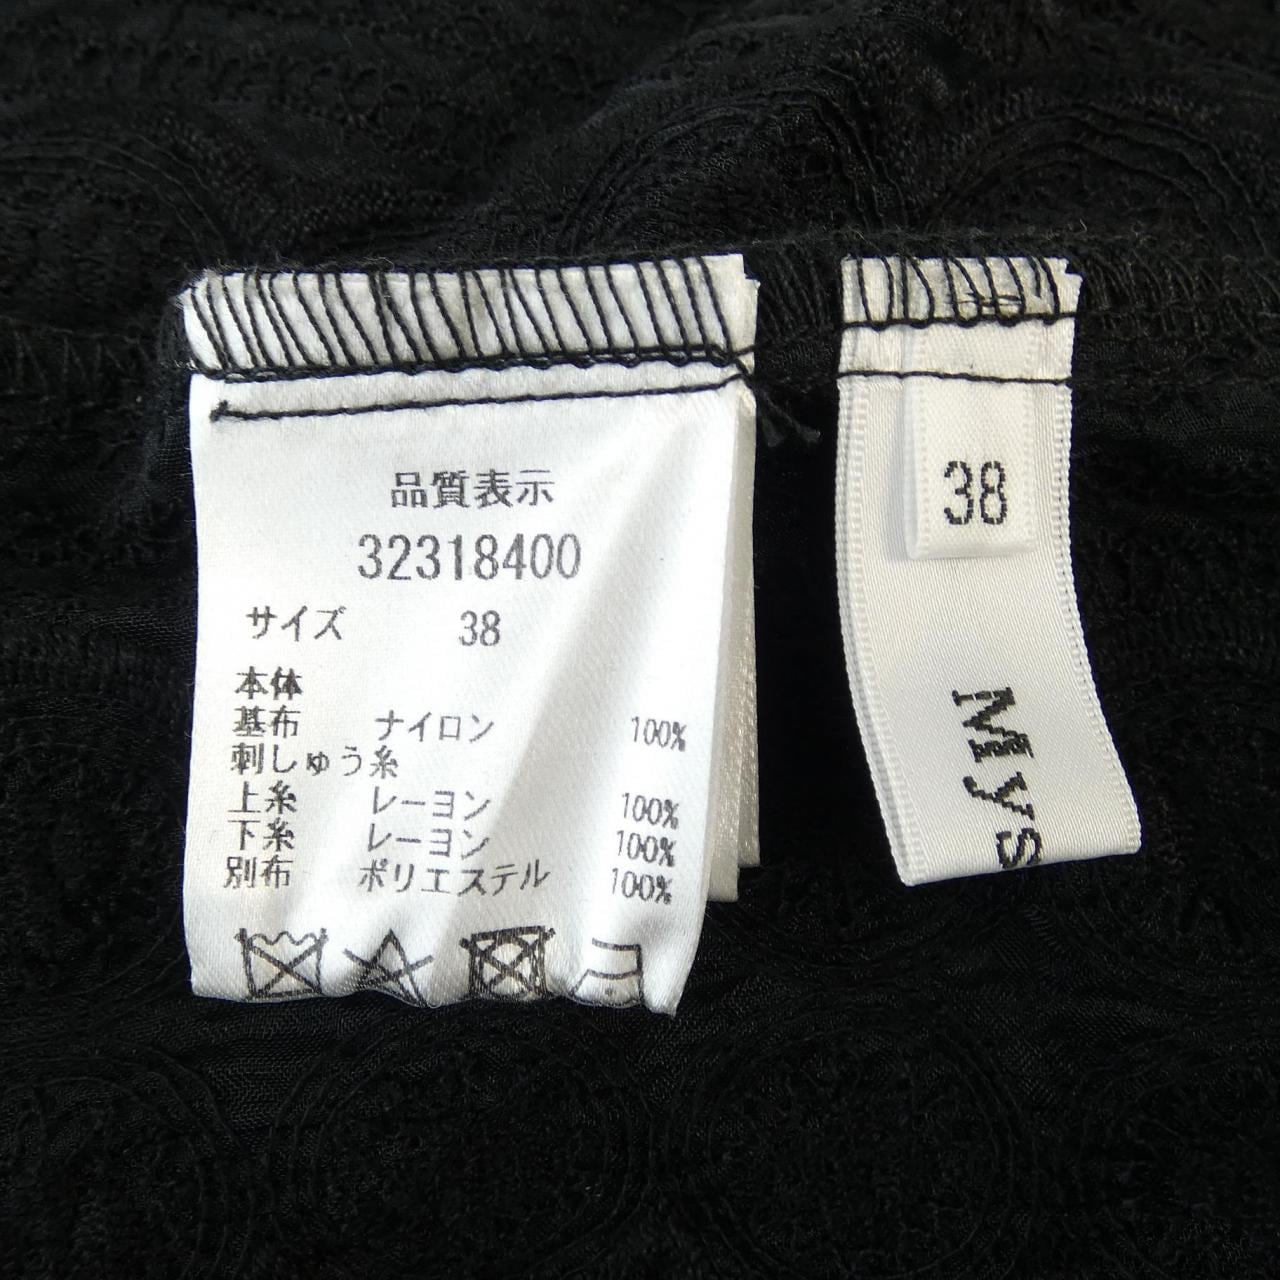 品質表示
32318400
サイズ 38
本体
基布 ナイロン 100%
刺しゅう糸
上糸 レーヨン 100%
下糸 レーヨン 100%
別布 ポリエステル 100%
38
Mys